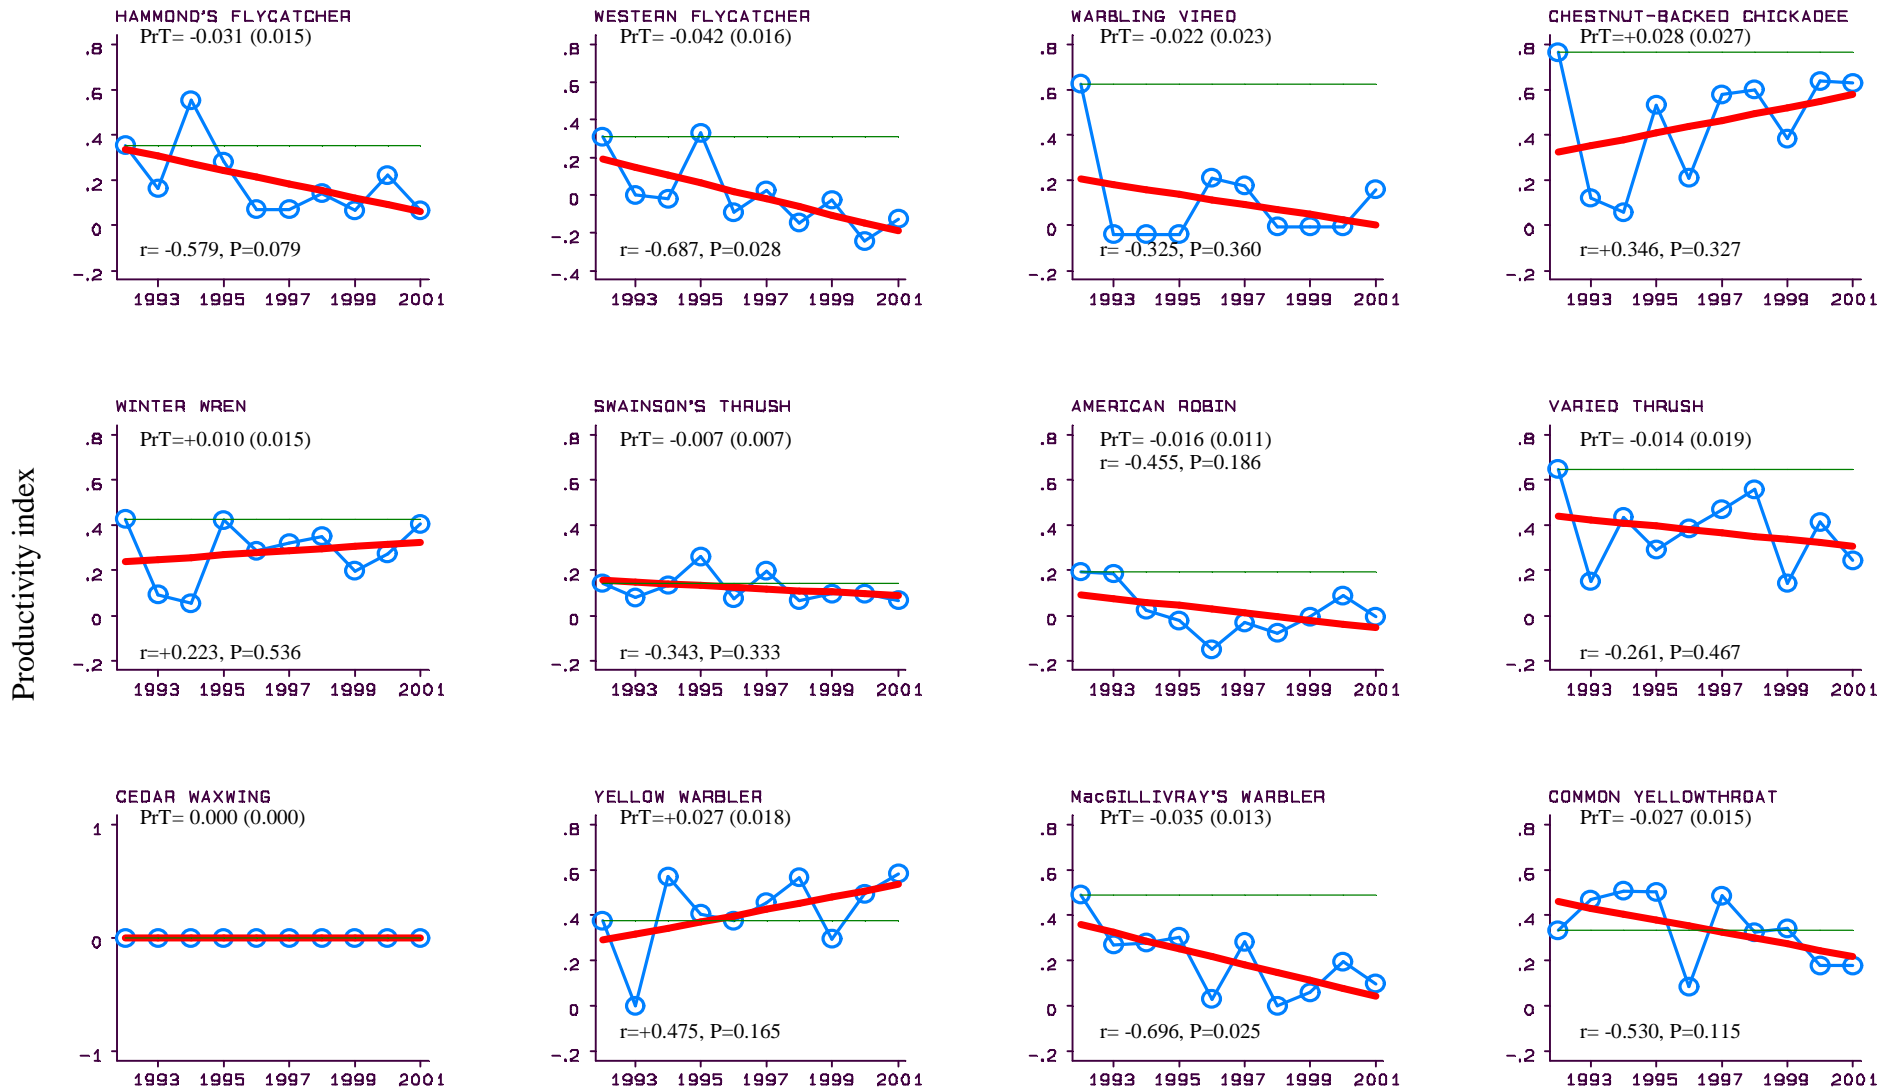 HAMMOND'S FLYCATCHER
PrT= -0.031 (0.015)
.8
.6
.4
.2
0
-.2
r= -0.579, P=0.079
1993 1995 1997 1999 2001
WESTERN FLYCATCHER
PrT= -0.042 (0.016)
.8
.6
.4
.2
0
-.2
-.4
r= -0.687, P=0.028
1993 1995 1997 1999 2001
WARBLING VIREO
PrT= -0.022 (0.023)
.8
.6
.4
.2
0
-.2
r= -0.325, P=0.360
1993 1995 1997 1999 2001
CHESTNUT-BACKED CHICKADEE
PrT=+0.028 (0.027)
.8
.6
.4
.2
0
-.2
r=+0.346, P=0.327
1993 1995 1997 1999 2001
Productivity index
WINTER WREN
PrT=+0.010 (0.015)
.8
.6
.4
.2
0
-.2
r=+0.223, P=0.536
1993 1995 1997 1999 2001
SWAINSON'S THRUSH
PrT= -0.007 (0.007)
.8
.6
.4
.2
0
-.2
r= -0.343, P=0.333
1993 1995 1997 1999 2001
AMERICAN ROBIN
PrT= -0.016 (0.011)
r= -0.455, P=0.186
.8
.6
.4
.2
0
-.2
1993 1995 1997 1999 2001
VARIED THRUSH
PrT= -0.014 (0.019)
.8
.6
.4
.2
0
-.2
r= -0.261, P=0.467
1993 1995 1997 1999 2001
CEDAR WAXWING
PrT= 0.000 (0.000)
1
0
-1
1993 1995 1997 1999 2001
YELLOW WARBLER
PrT=+0.027 (0.018)
.8
.6
.4
.2
0
-.2
r=+0.475, P=0.165
1993 1995 1997 1999 2001
MacGILLIVRAY'S WARBLER
PrT= -0.035 (0.013)
.8
.6
.4
.2
0
-.2
r= -0.696, P=0.025
1993 1995 1997 1999 2001
COMMON YELLOWTHROAT
PrT= -0.027 (0.015)
.8
.6
.4
.2
0
-.2
r= -0.530, P=0.115
1993 1995 1997 1999 2001